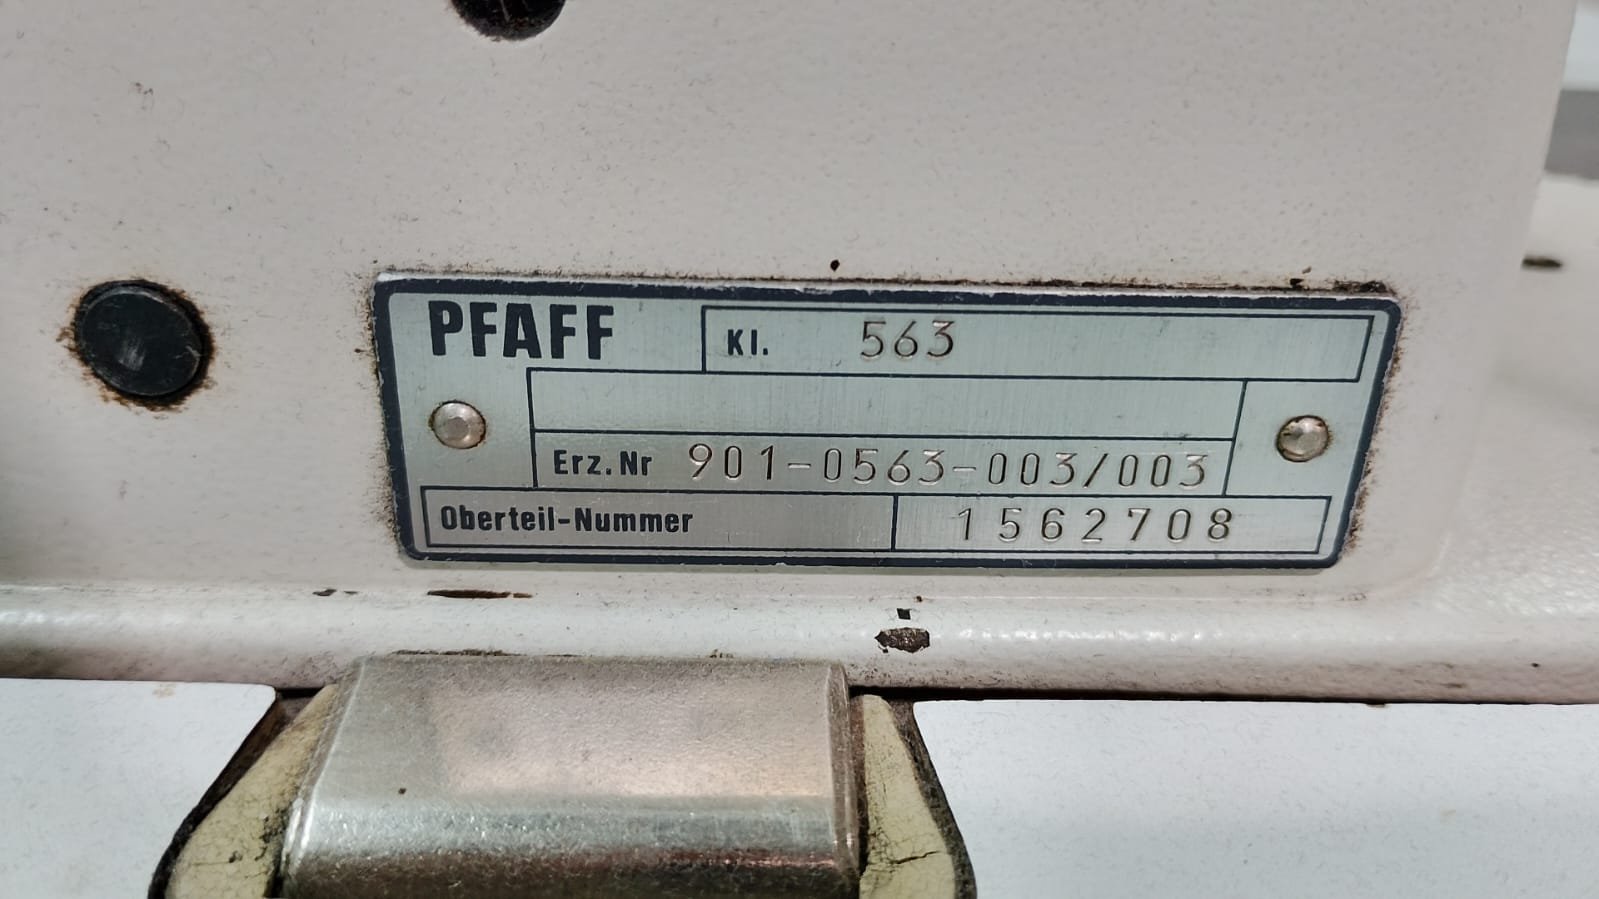 PFAFF Kl. 563
Erz.Nr 901-0563-003/003
Oberteil-Nummer 1562708